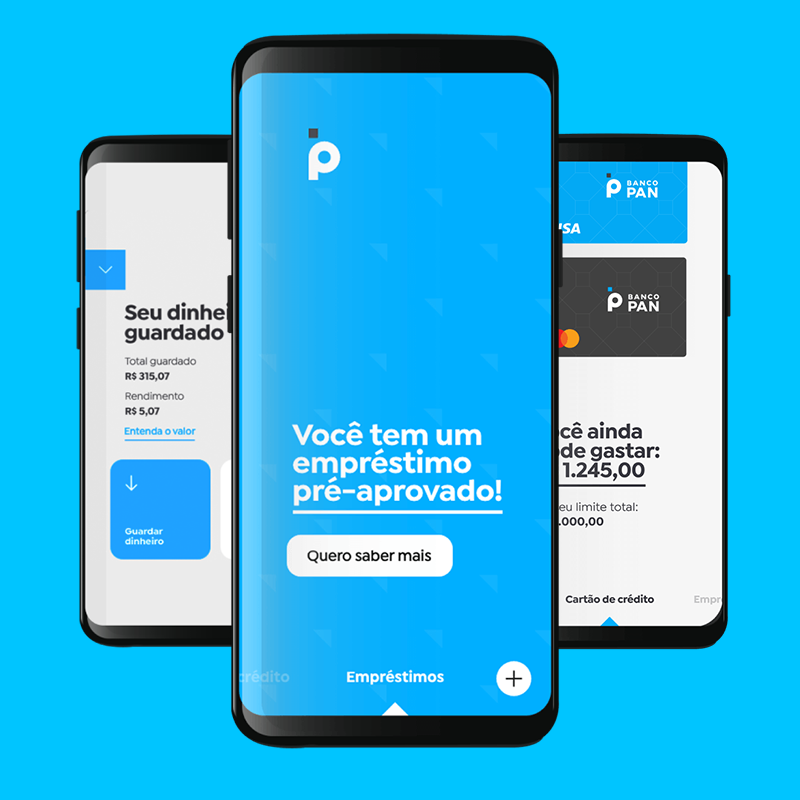 Seu dinhei
guardado
Total guardado
R$ 315,07
Rendimento
R$ 5,07
Entenda o valor
Guardar
dinheiro
p
Você tem um
empréstimo
pré-aprovado!
Quero saber mais
crédito
Empréstimos
+
p BANCO
PAN
ISA
p BANCO
PAN
cê ainda
de gastar:
1.245,00
eu limite total:
.000,00
Cartão de crédito
Empr